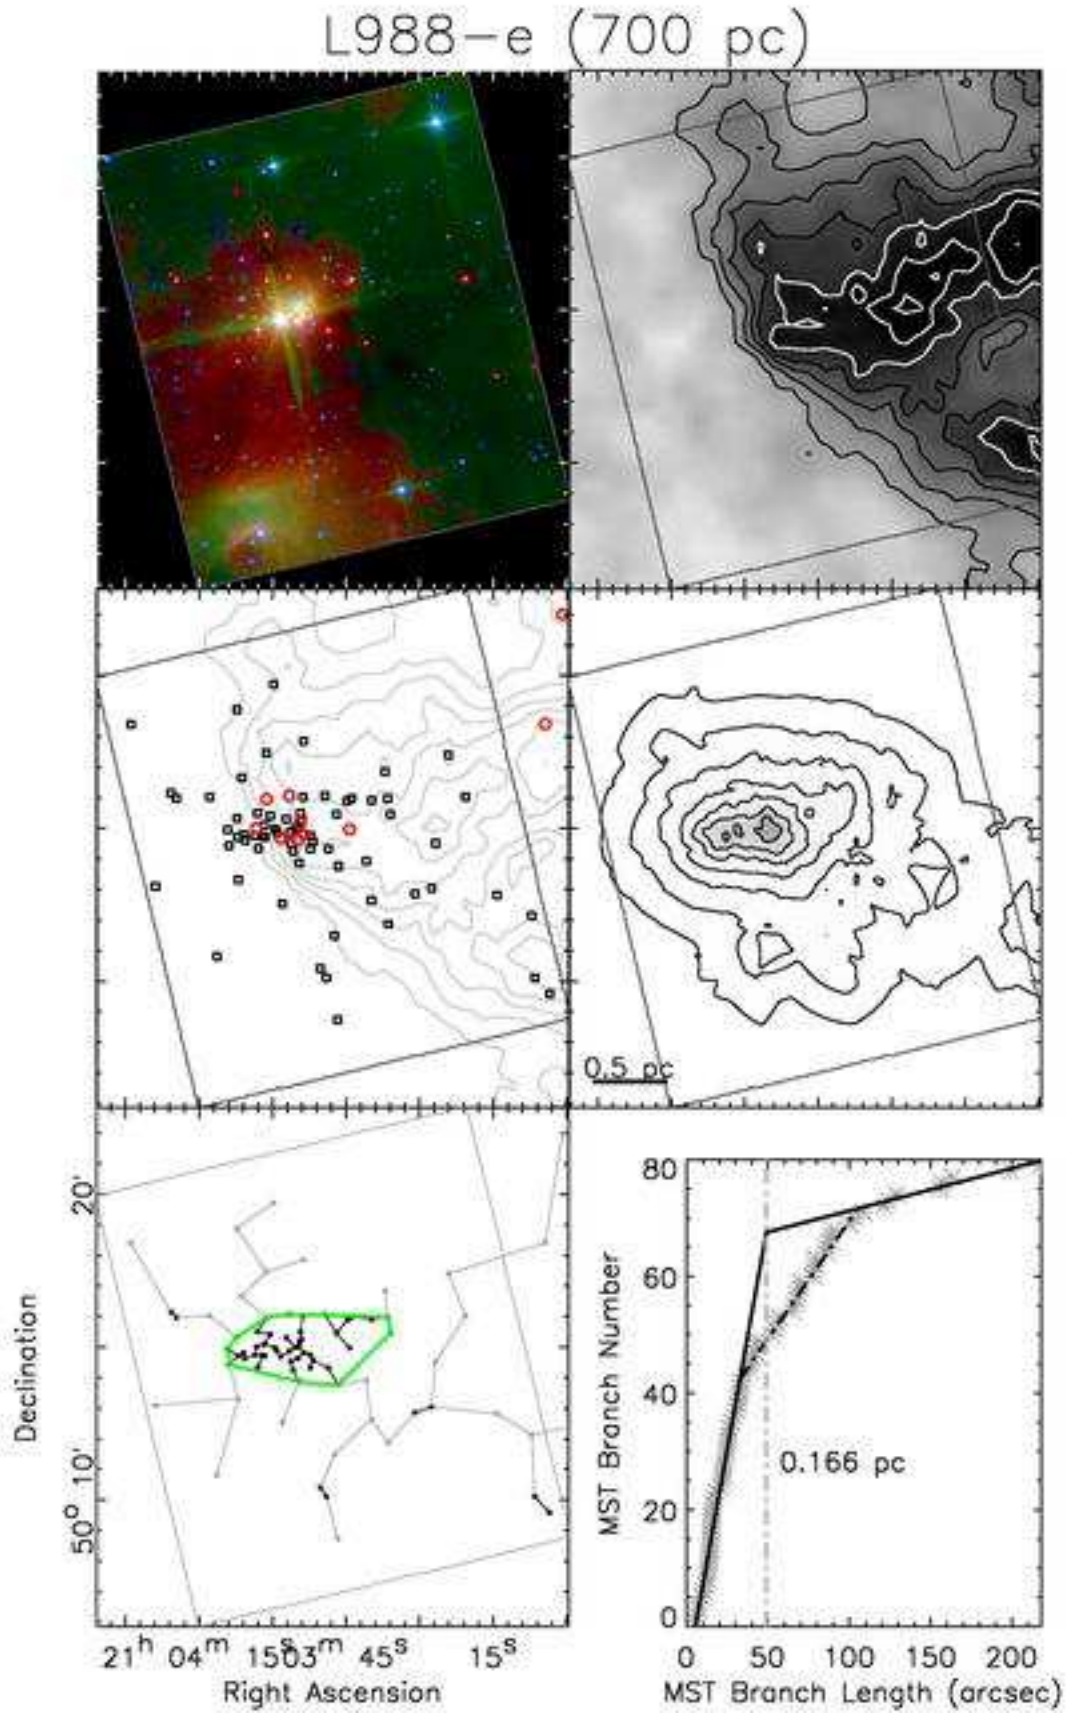 L988-e (700 pc)
0.5 pc
20'
10'
50°
Declination
21ʰ 04ᵐ 15ˢ 03ᵐ 45ˢ 15ˢ
Right Ascension
80
60
40
20
0
MST Branch Number
0.166 pc
0 50 100 150 200
MST Branch Length (arcsec)